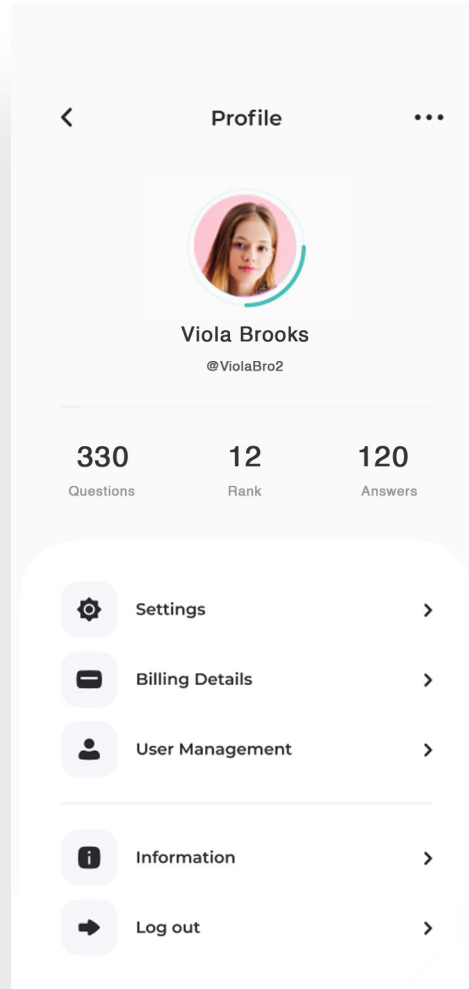 Profile
Viola Brooks
@ViolaBro2
330 12 120
Questions Rank Answers
Settings
Billing Details
User Management
Information
Log out